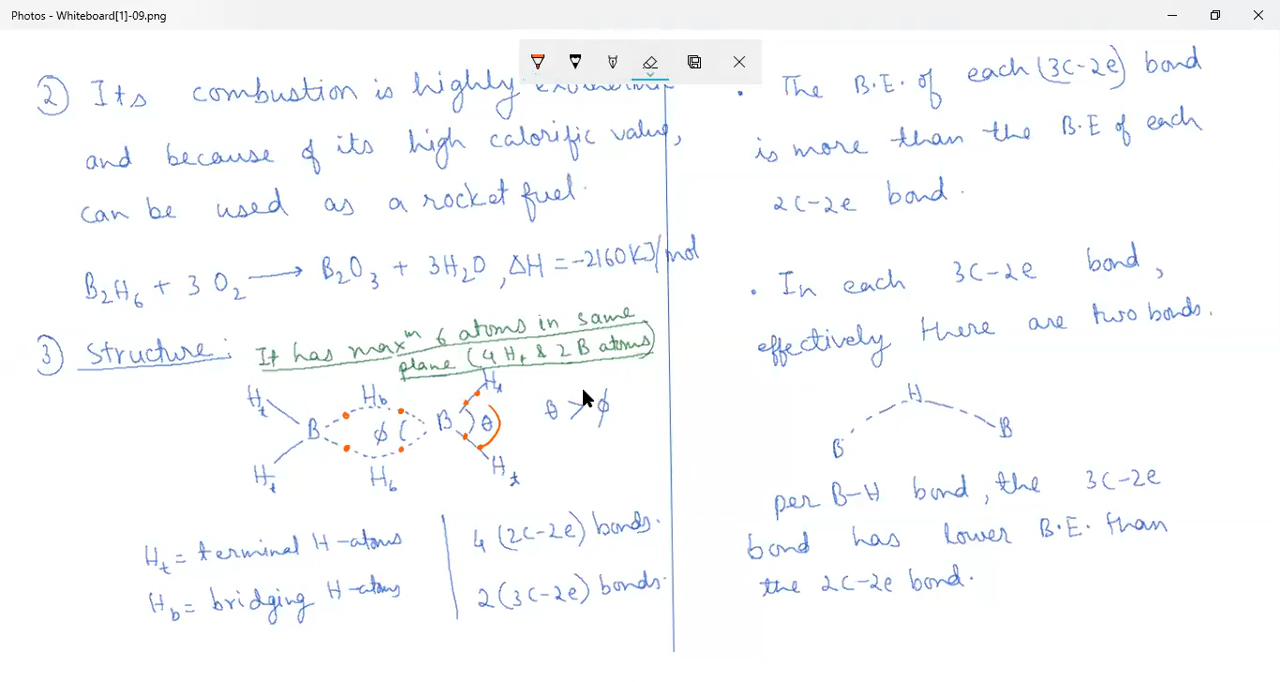 Photos - Whiteboard[1]-09.png
2) Its combustion is highly
and because of its high calorific value,
can be used as a rocket fuel.
B₂H₆ + 3O₂ ⟶ B₂O₃ + 3H₂O, ΔH = -2160KJ/mol
3) Structure: It has maxᵐ 6 atoms in same
plane (4 Hₜ & 2 B atoms)
Hₜ Hb Hₜ
B ϕ B θ θ > ϕ
Hₜ Hb Hₜ
Hₜ = terminal H-atoms
Hb = bridging H-atoms
4 (2C-2e) bonds.
2 (3C-2e) bonds.
• The B.E. of each (3C-2e) bond
is more than the B.E of each
2C-2e bond.
• In each 3C-2e bond,
effectively there are two bonds.
H
B B
per B-H bond, the 3C-2e
bond has lower B.E. than
the 2C-2e bond.